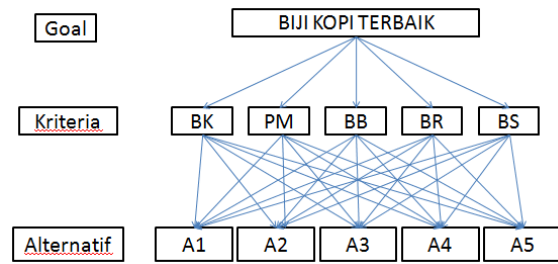 Goal
BIJI KOPI TERBAIK
Kriteria
BK
PM
BB
BR
BS
Alternatif
A1
A2
A3
A4
A5